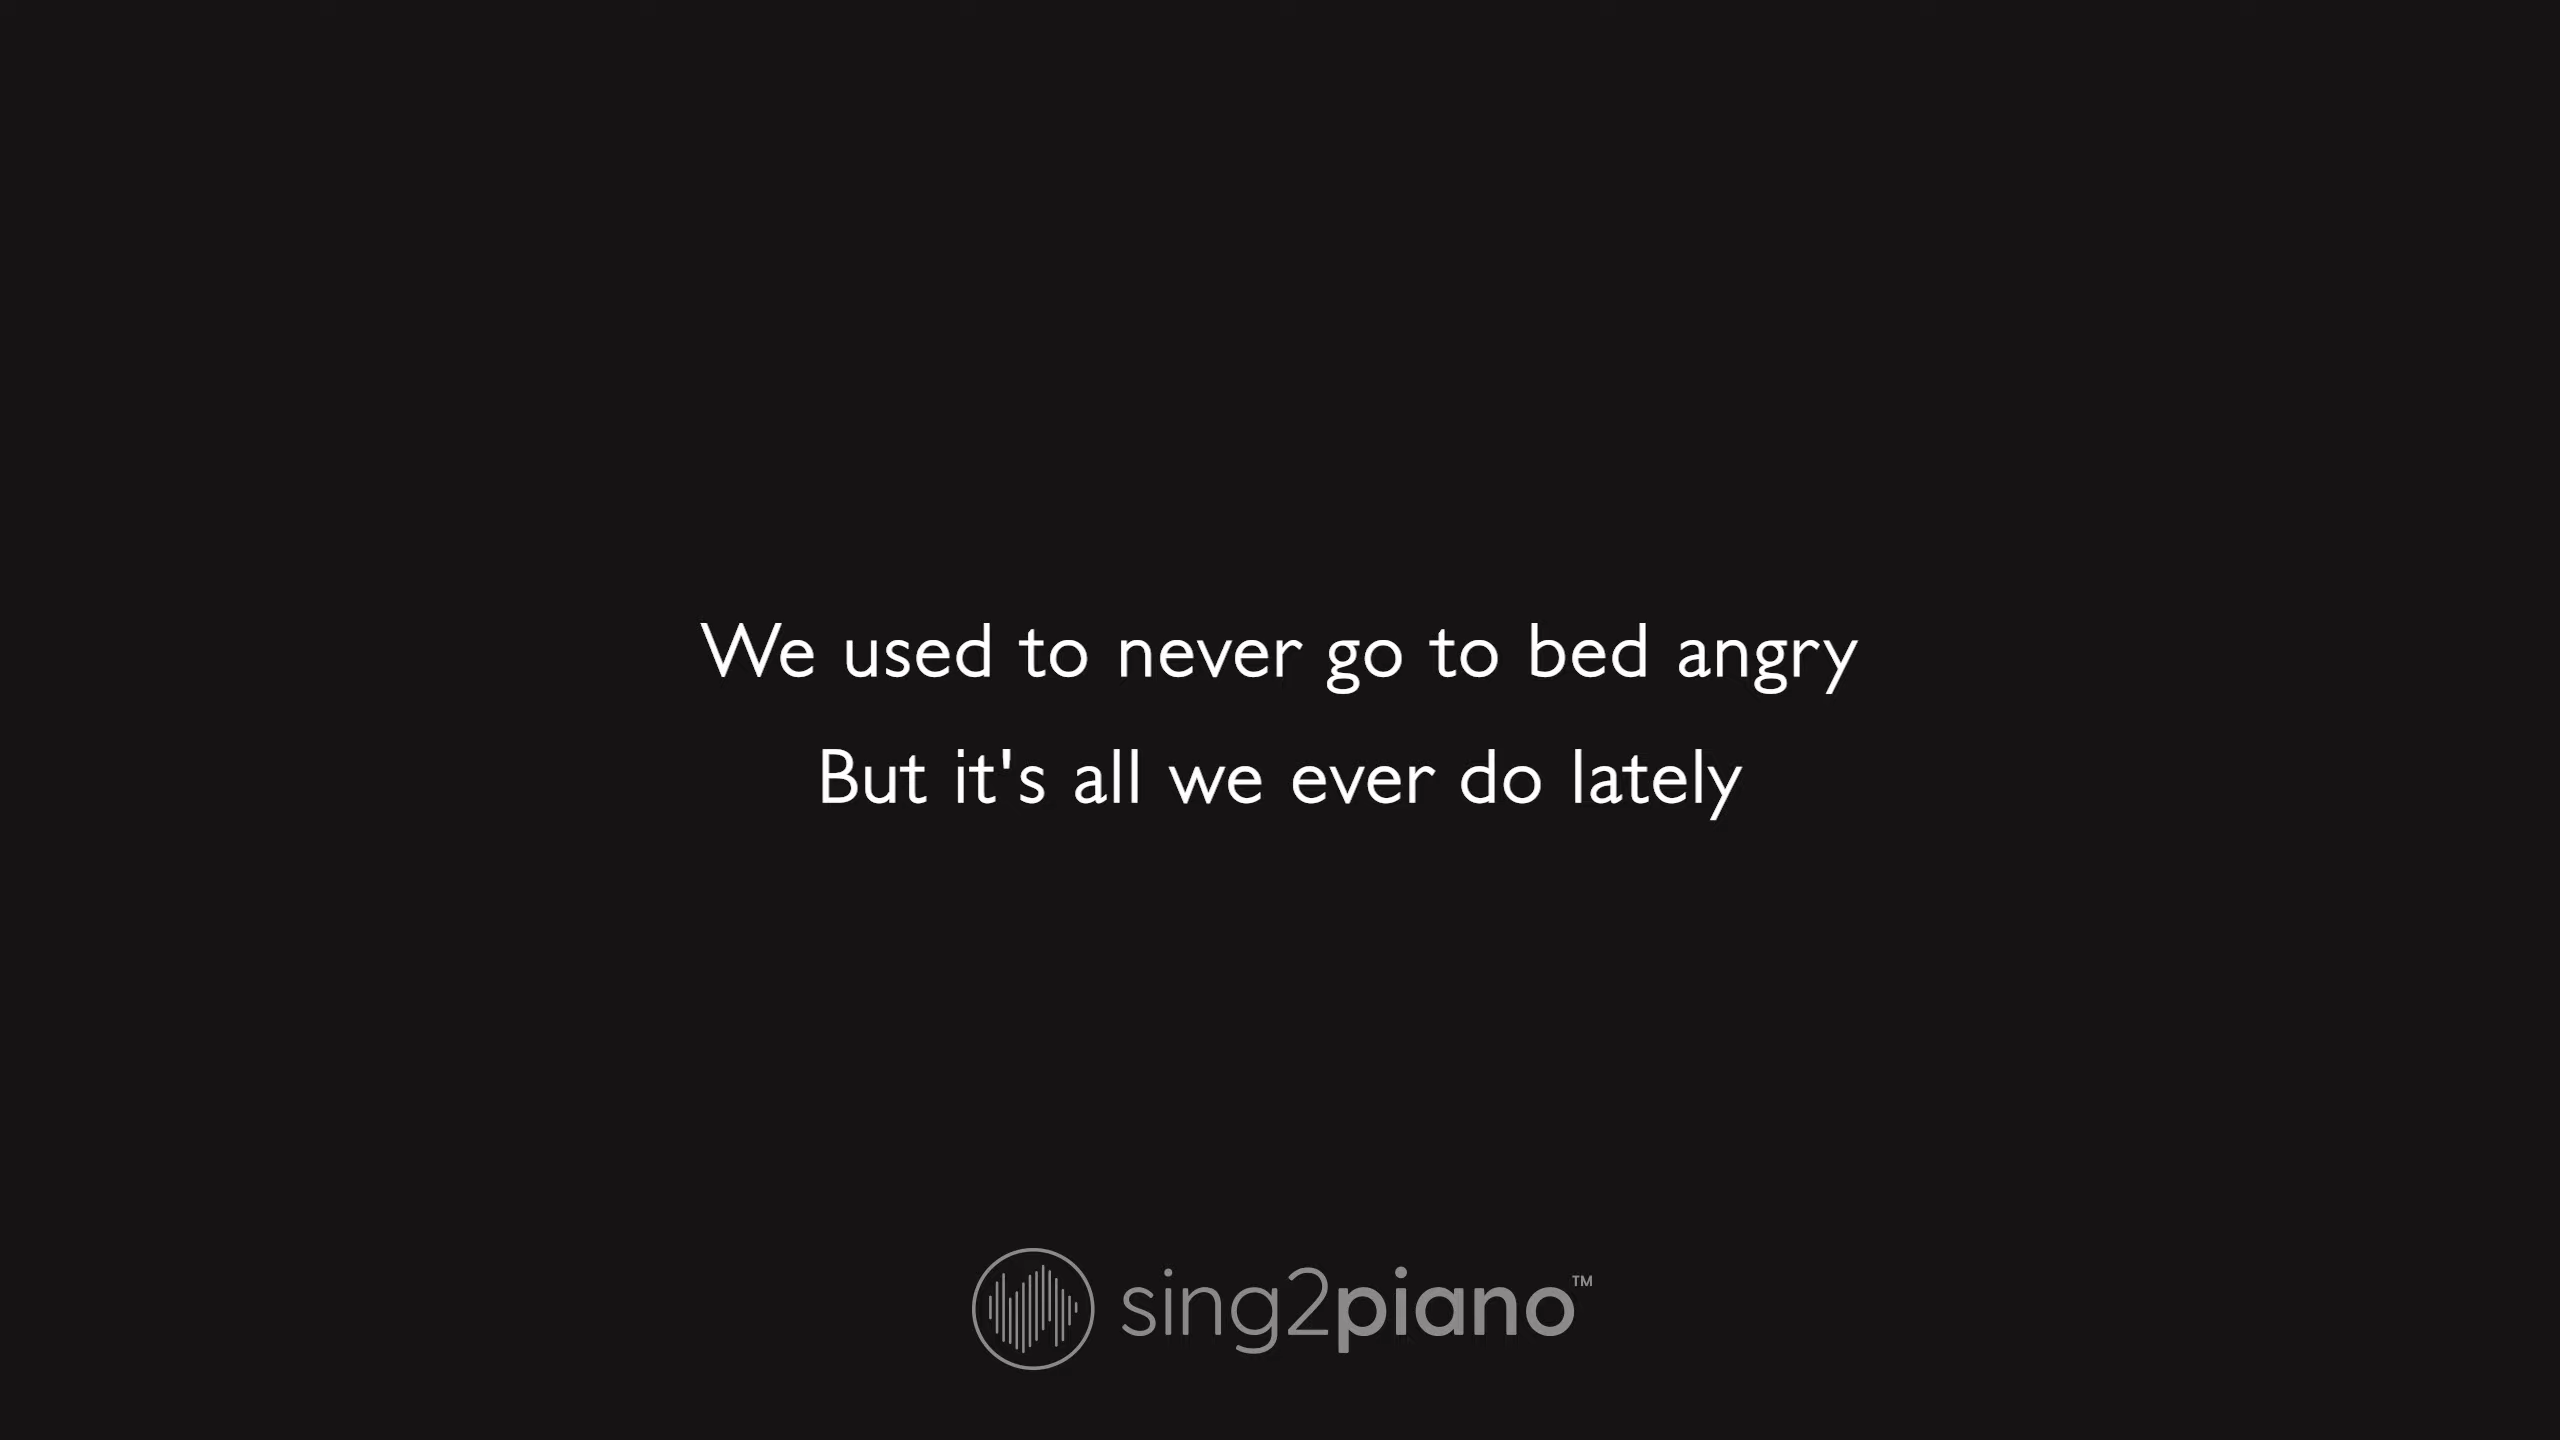 We used to never go to bed angry
But it's all we ever do lately
sing2piano™